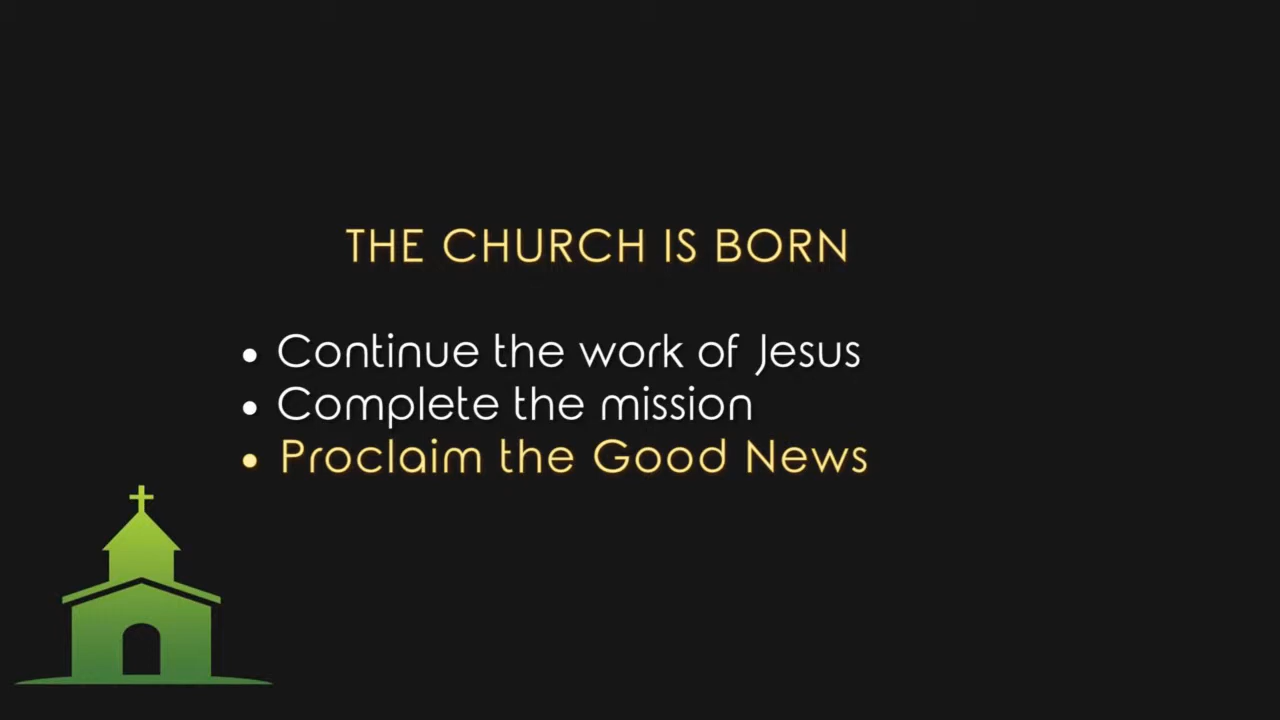 THE CHURCH IS BORN
• Continue the work of Jesus
• Complete the mission
• Proclaim the Good News